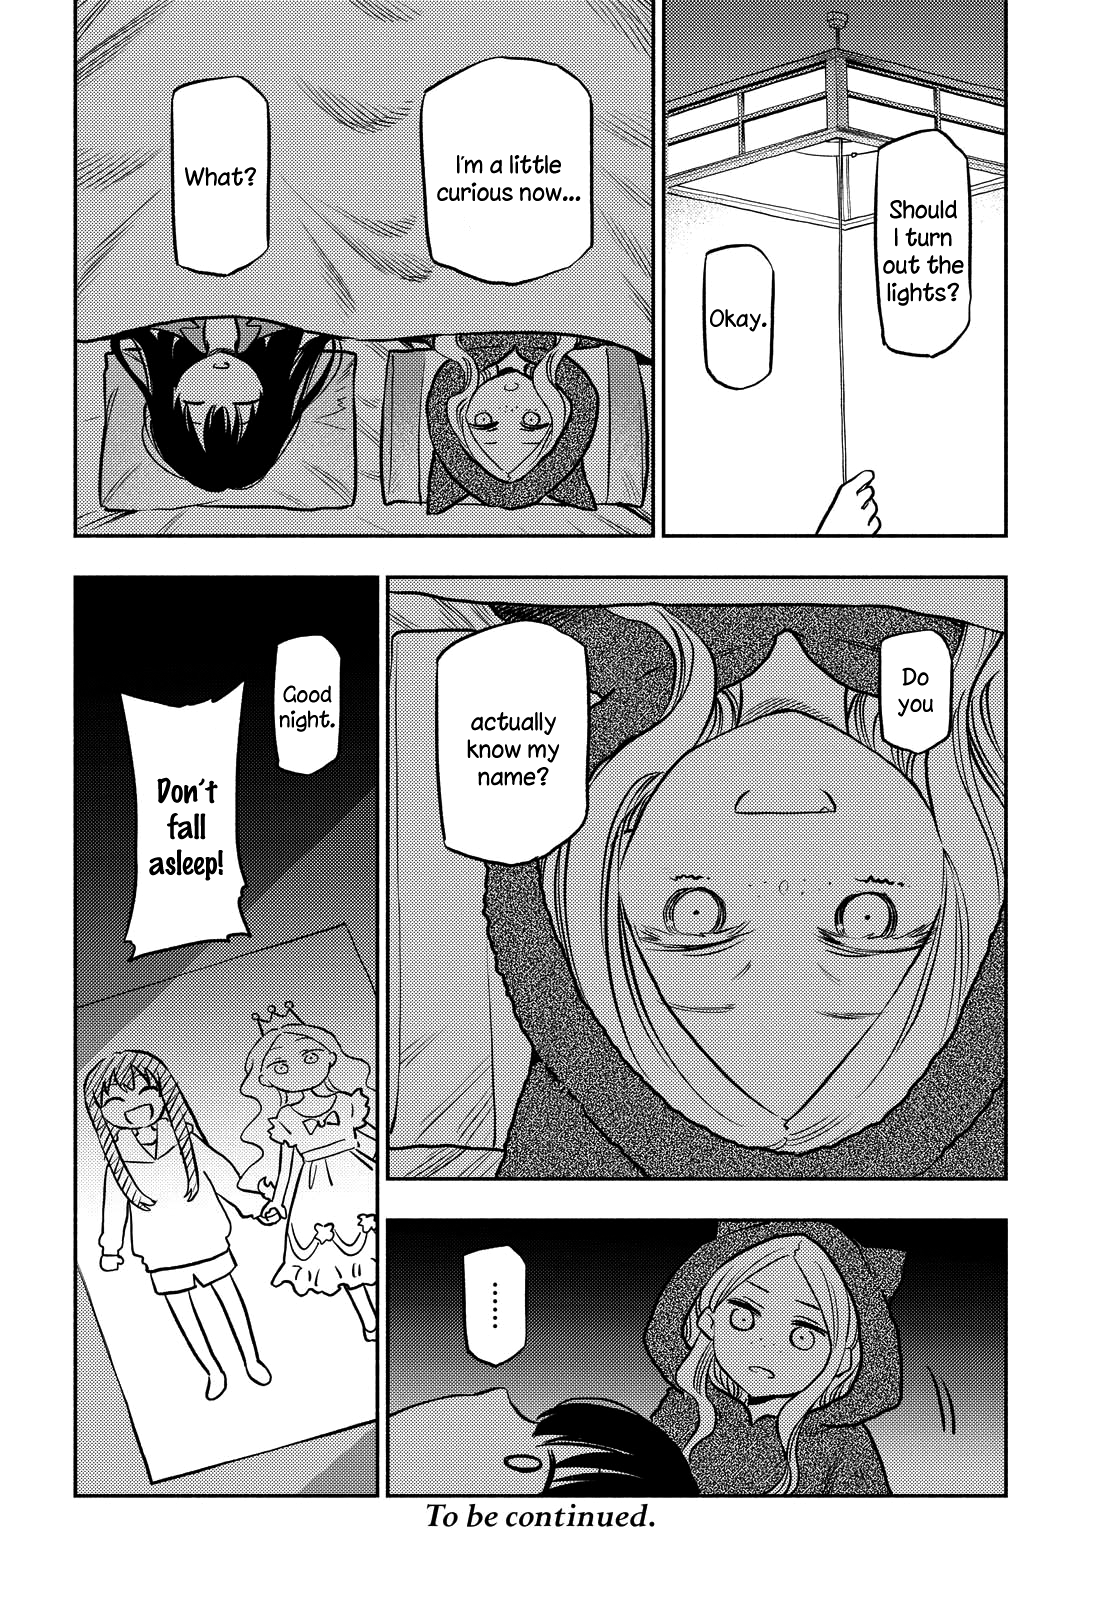 Should
I turn
out the
lights?
Okay.
I'm a little
curious now...
What?
Do
you
actually
know my
name?
.......
Good
night.
Don't
fall
asleep!
To be continued.